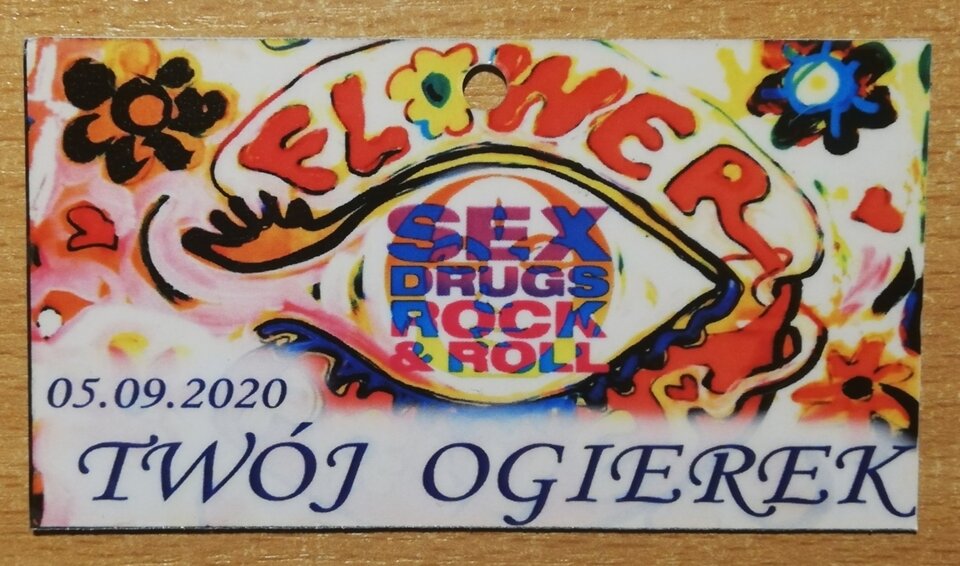 FLOWER
SEX
DRUGS
ROCK
& ROLL
05.09.2020
TWÓJ OGIEREK